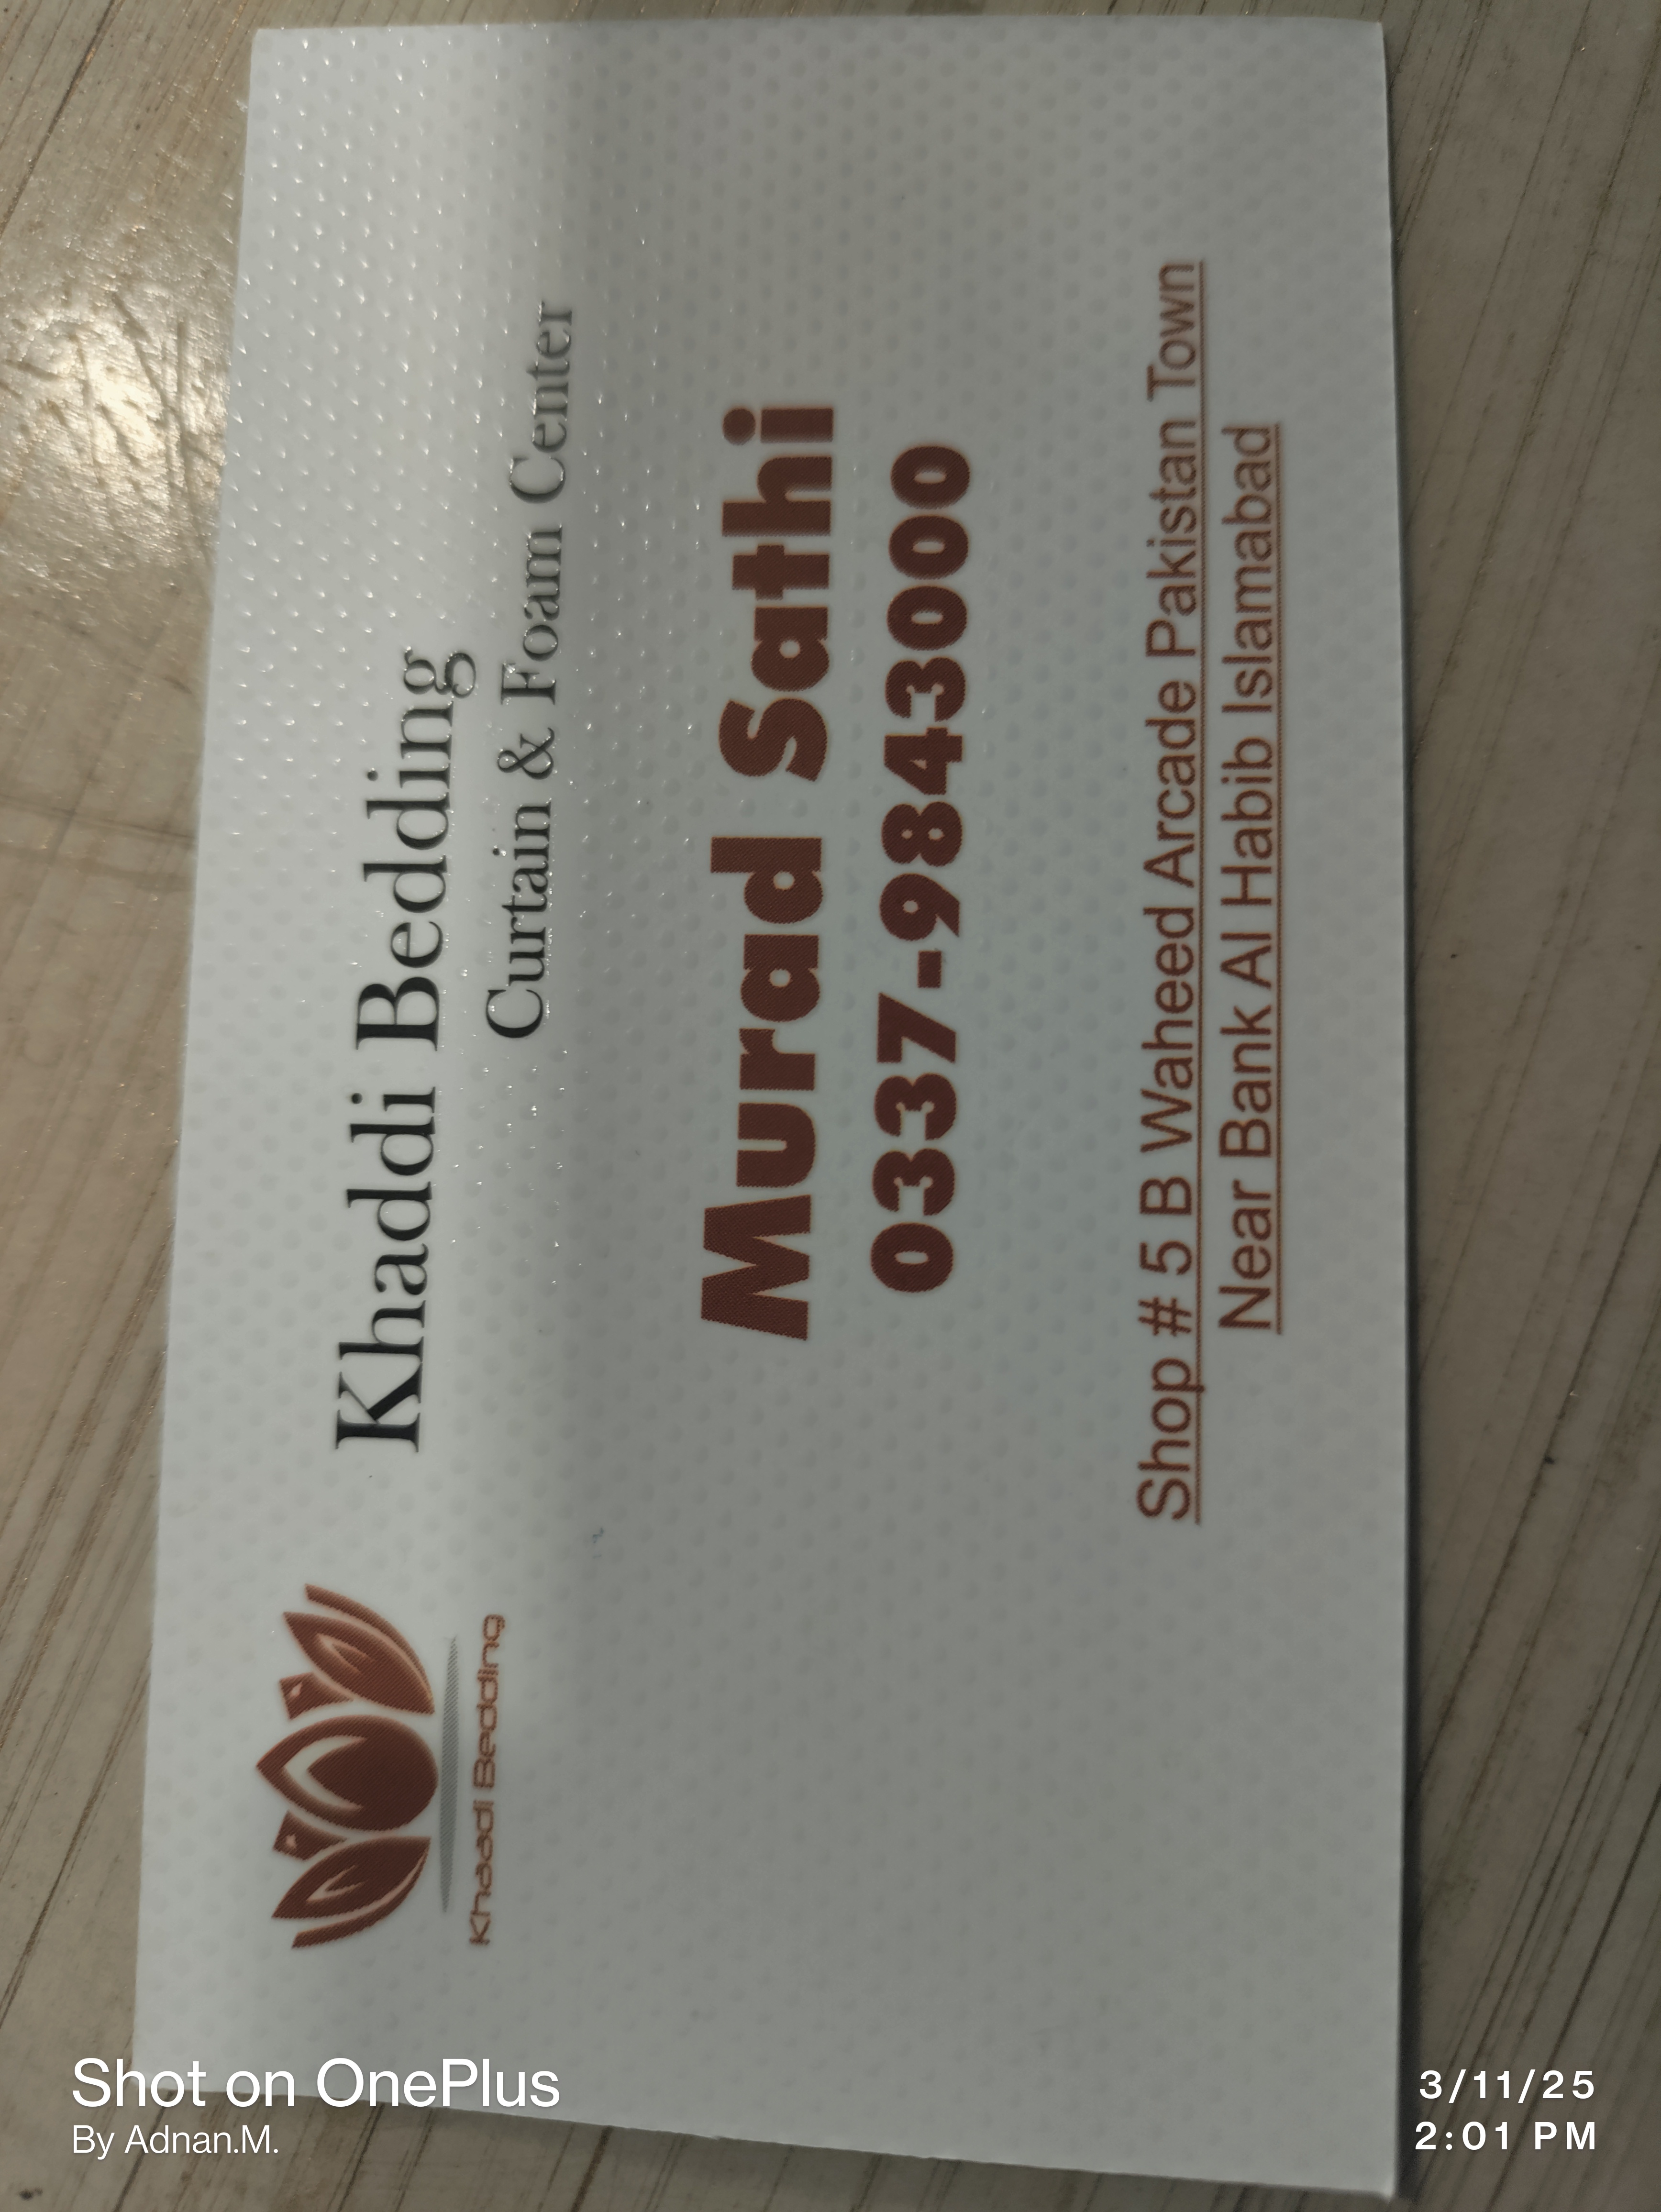 Khaddi Bedding
Curtain & Foam Center
Khaadi Bedding
Murad Sathi
0337-9843000
Shop # 5 B Waheed Arcade Pakistan Town
Near Bank Al Habib Islamabad
Shot on OnePlus
By Adnan.M.
3/11/25
2:01 PM